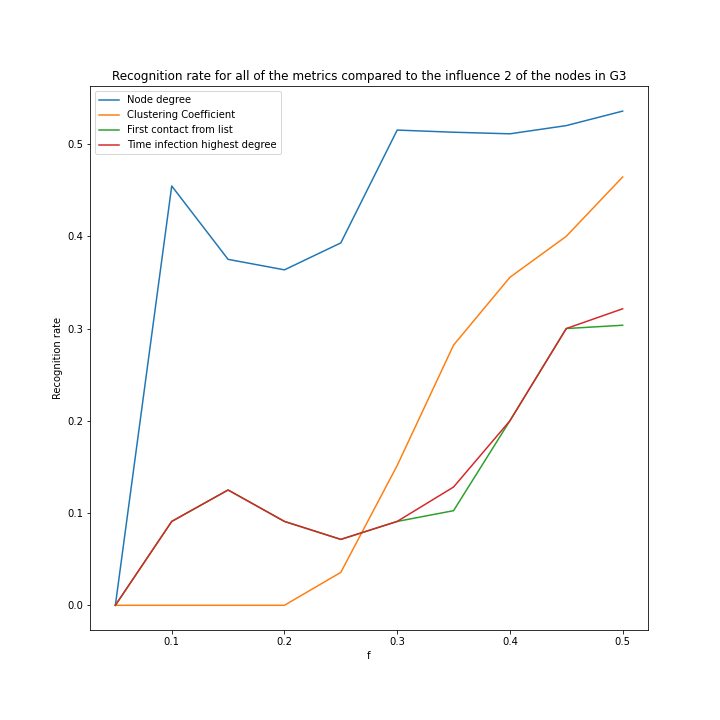 Recognition rate for all of the metrics compared to the influence 2 of the nodes in G3
Node degree
Clustering Coefficient
First contact from list
Time infection highest degree
0.5
0.4
0.3
0.2
0.1
0.0
Recognition rate
0.1 0.2 0.3 0.4 0.5
f